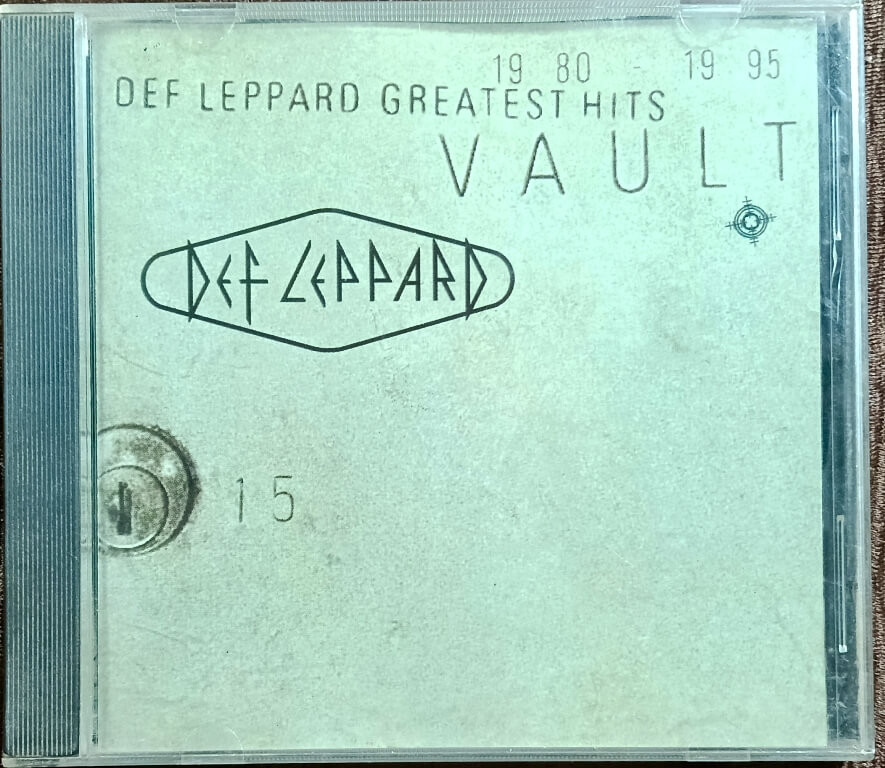 19 80 - 19 95
DEF LEPPARD GREATEST HITS
VAULT
DEF LEPPARD
15